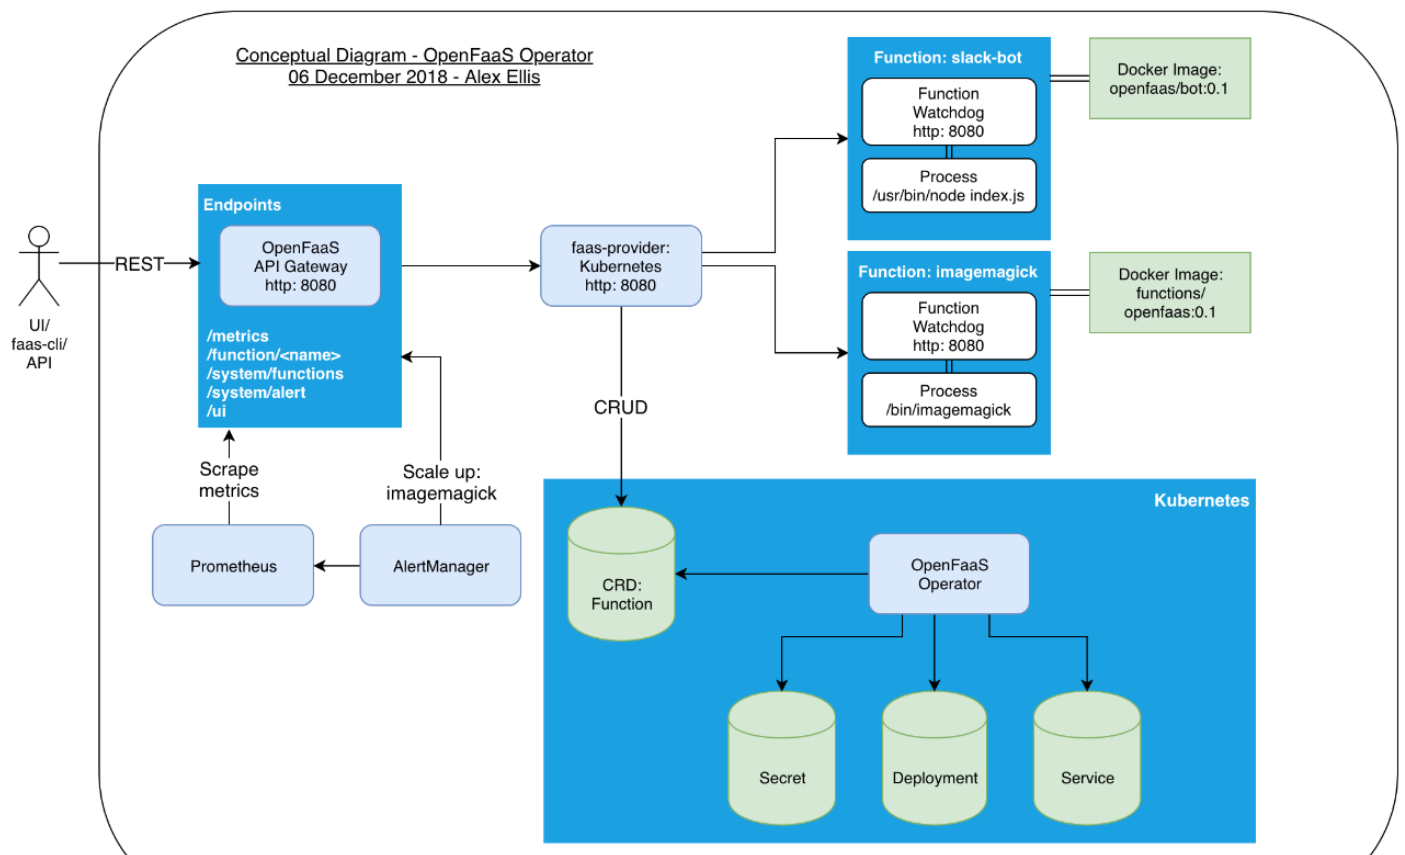 Conceptual Diagram - OpenFaaS Operator
06 December 2018 - Alex Ellis
UI/
faas-cli/
API
REST
Endpoints
OpenFaaS
API Gateway
http: 8080
/metrics
/function/<name>
/system/functions
/system/alert
/ui
faas-provider:
Kubernetes
http: 8080
Function: slack-bot
Function
Watchdog
http: 8080
Process
/usr/bin/node index.js
Docker Image:
openfaas/bot:0.1
Function: imagemagick
Function
Watchdog
http: 8080
Process
/bin/imagemagick
Docker Image:
functions/
openfaas:0.1
CRUD
Scrape
metrics
Scale up:
imagemagick
Prometheus
AlertManager
Kubernetes
CRD:
Function
OpenFaaS
Operator
Secret
Deployment
Service